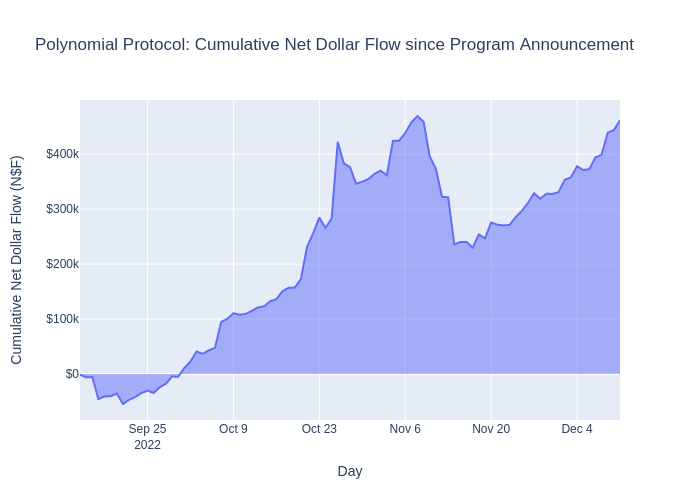 Polynomial Protocol: Cumulative Net Dollar Flow since Program Announcement
Cumulative Net Dollar Flow (N$F)
$400k
$300k
$200k
$100k
$0
Sep 25
2022
Oct 9
Oct 23
Nov 6
Nov 20
Dec 4
Day